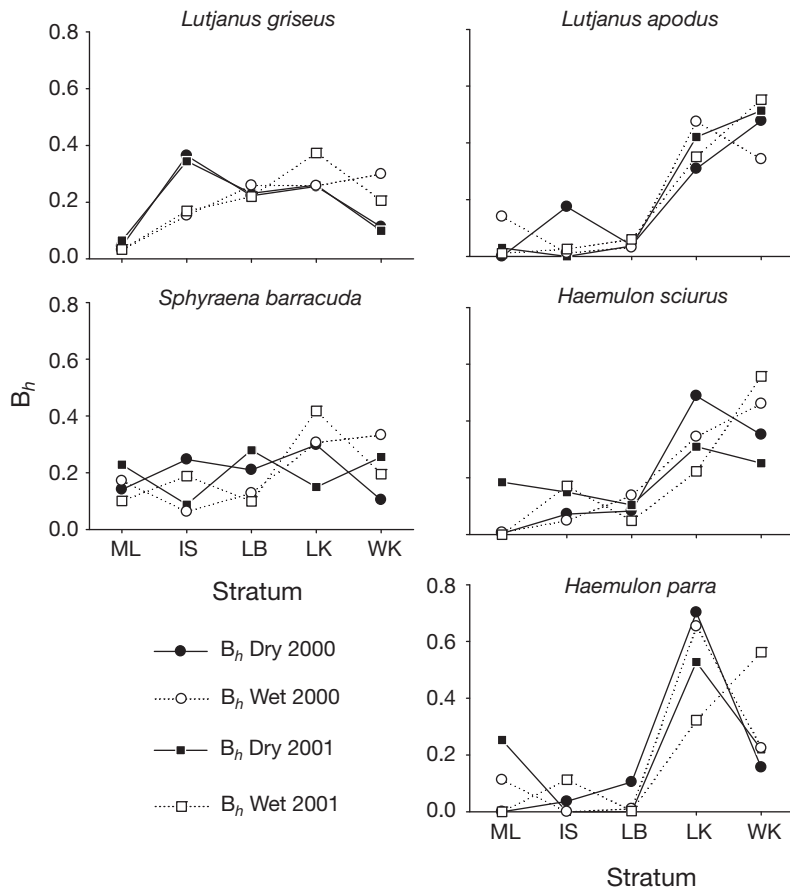 Lutjanus griseus
Lutjanus apodus
0.8
0.6
0.4
0.2
0.0
Sphyraena barracuda
Haemulon sciurus
0.8
0.6
0.4
0.2
0.0
B_h
ML IS LB LK WK
Stratum
Haemulon parra
0.8
0.6
0.4
0.2
0.0
ML IS LB LK WK
Stratum
B_h Dry 2000
B_h Wet 2000
B_h Dry 2001
B_h Wet 2001